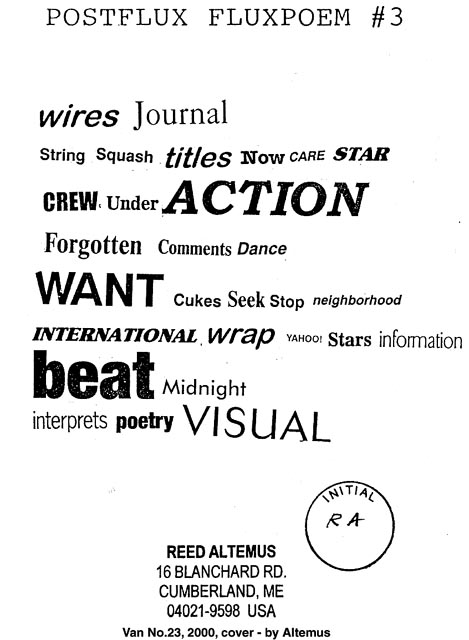 POSTFLUX FLUXPOEM #3
wires Journal
String Squash titles Now CARE STAR
CREW Under ACTION
Forgotten Comments Dance
WANT Cukes Seek Stop neighborhood
INTERNATIONAL wrap YAHOO! Stars information
beat Midnight
interprets poetry VISUAL
INITIAL
RA
REED ALTEMUS
16 BLANCHARD RD.
CUMBERLAND, ME
04021-9598 USA
Van No.23, 2000, cover - by Altemus